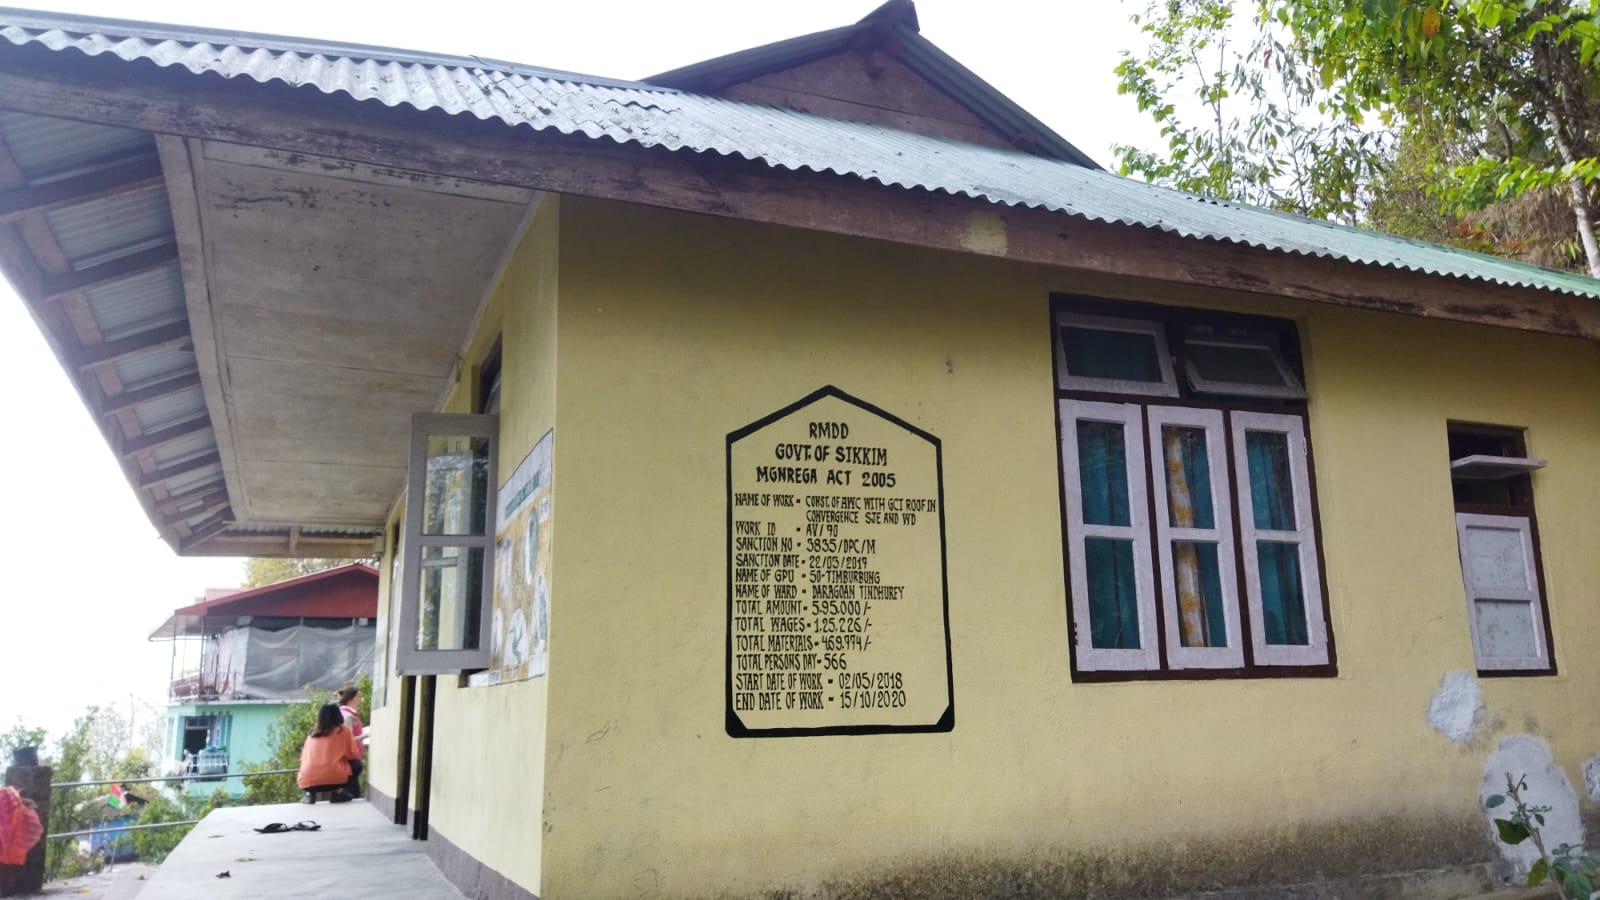 RMDD
GOVT. OF SIKKIM
MGNREGA ACT 2005
NAME OF WORK - CONST. OF AWC WITH GCI ROOF IN
CONVERGENCE SJE AND WD
WORK ID - AV/90
SANCTION NO - 3835/DPC/M
SANCTION DATE - 22/03/2017
NAME OF GPU - 50-TIMBURBUNG
NAME OF WARD - DARAGOAN TINDHUREY
TOTAL AMOUNT - 5,95,000/-
TOTAL WAGES - 1,25,226/-
TOTAL MATERIALS - 4,69,774/-
TOTAL PERSONS DAY - 566
START DATE OF WORK - 02/05/2018
END DATE OF WORK - 15/10/2020